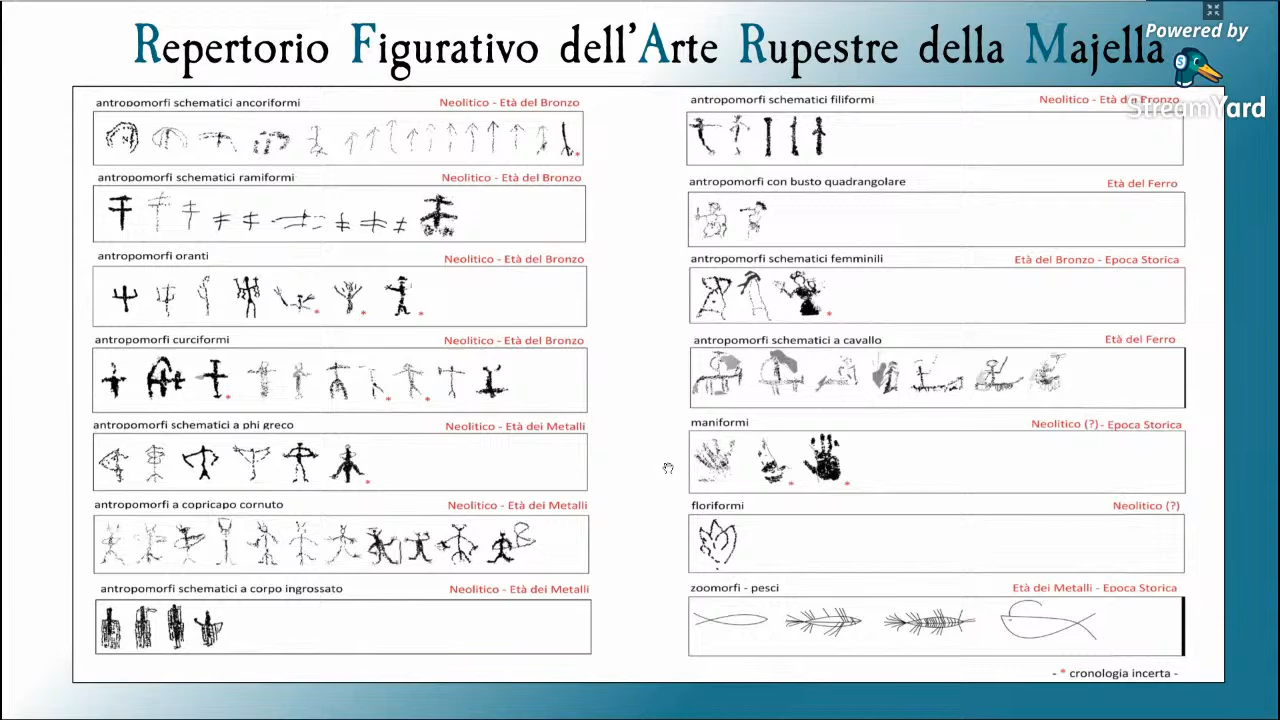 Repertorio Figurativo dell'Arte Rupestre della Majella
Powered by
StreamYard
antropomorfi schematici ancoriformi Neolitico - Età del Bronzo
antropomorfi schematici ramiformi Neolitico - Età del Bronzo
antropomorfi oranti Neolitico - Età del Bronzo
antropomorfi curciformi Neolitico - Età del Bronzo
antropomorfi schematici a phi greco Neolitico - Età dei Metalli
antropomorfi a copricapo cornuto Neolitico - Età dei Metalli
antropomorfi schematici a corpo ingrossato Neolitico - Età dei Metalli
antropomorfi schematici filiformi Neolitico - Età del Bronzo
antropomorfi con busto quadrangolare Età del Ferro
antropomorfi schematici femminili Età del Bronzo - Epoca Storica
antropomorfi schematici a cavallo Età del Ferro
maniformi Neolitico (?) - Epoca Storica
floriformi Neolitico (?)
zoomorfi - pesci Età dei Metalli - Epoca Storica
- * cronologia incerta -